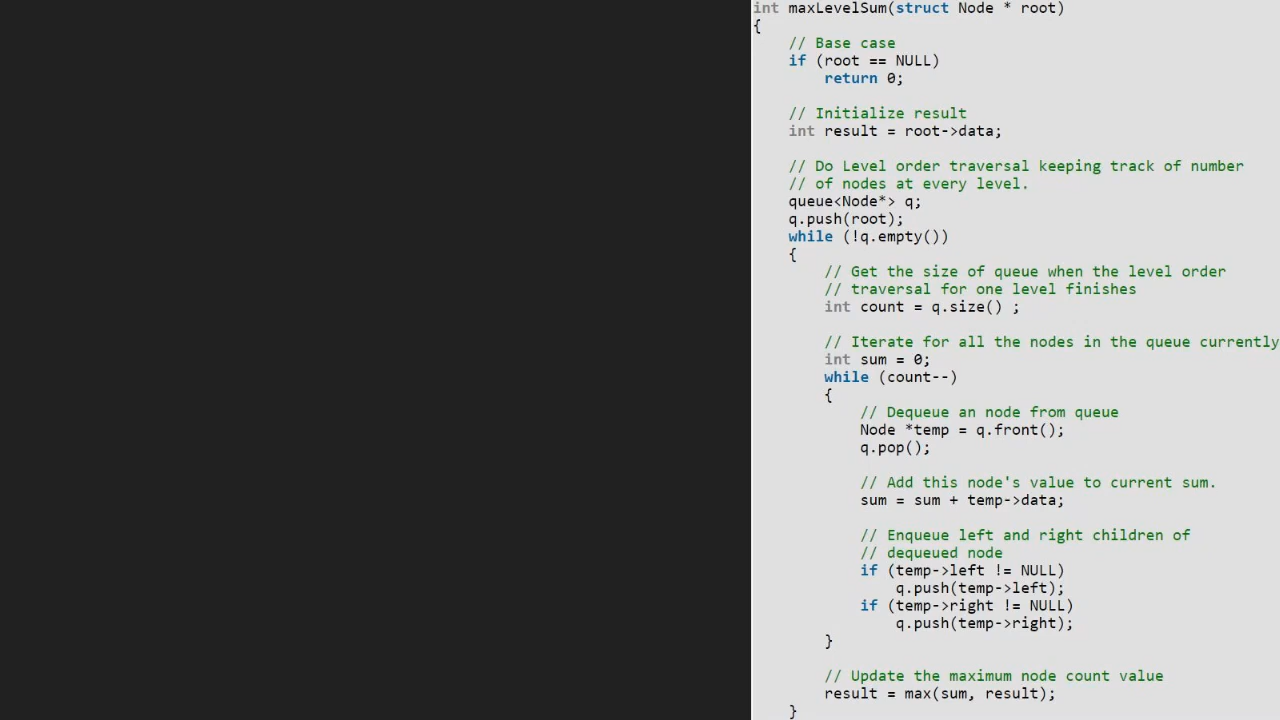 int maxLevelSum(struct Node * root)
{
// Base case
if (root == NULL)
return 0;
// Initialize result
int result = root->data;
// Do Level order traversal keeping track of number
// of nodes at every level.
queue<Node*> q;
q.push(root);
while (!q.empty())
{
// Get the size of queue when the level order
// traversal for one level finishes
int count = q.size() ;
// Iterate for all the nodes in the queue currently
int sum = 0;
while (count--)
{
// Dequeue an node from queue
Node *temp = q.front();
q.pop();
// Add this node's value to current sum.
sum = sum + temp->data;
// Enqueue left and right children of
// dequeued node
if (temp->left != NULL)
q.push(temp->left);
if (temp->right != NULL)
q.push(temp->right);
}
// Update the maximum node count value
result = max(sum, result);
}